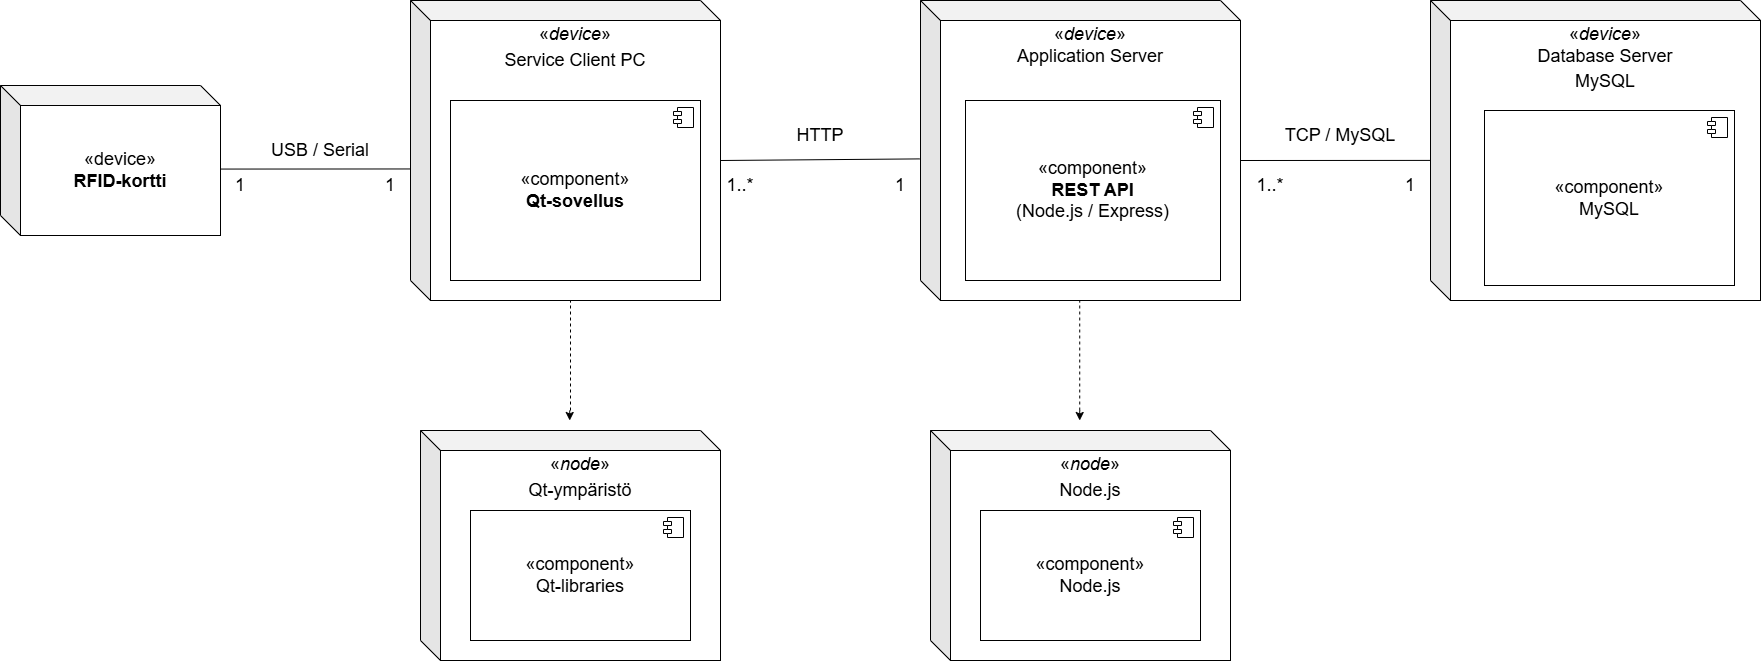 «device»
RFID-kortti
USB / Serial
1
1
«device»
Service Client PC
«component»
Qt-sovellus
HTTP
1..*
1
«device»
Application Server
«component»
REST API
(Node.js / Express)
TCP / MySQL
1..*
1
«device»
Database Server
MySQL
«component»
MySQL
«node»
Qt-ympäristö
«component»
Qt-libraries
«node»
Node.js
«component»
Node.js